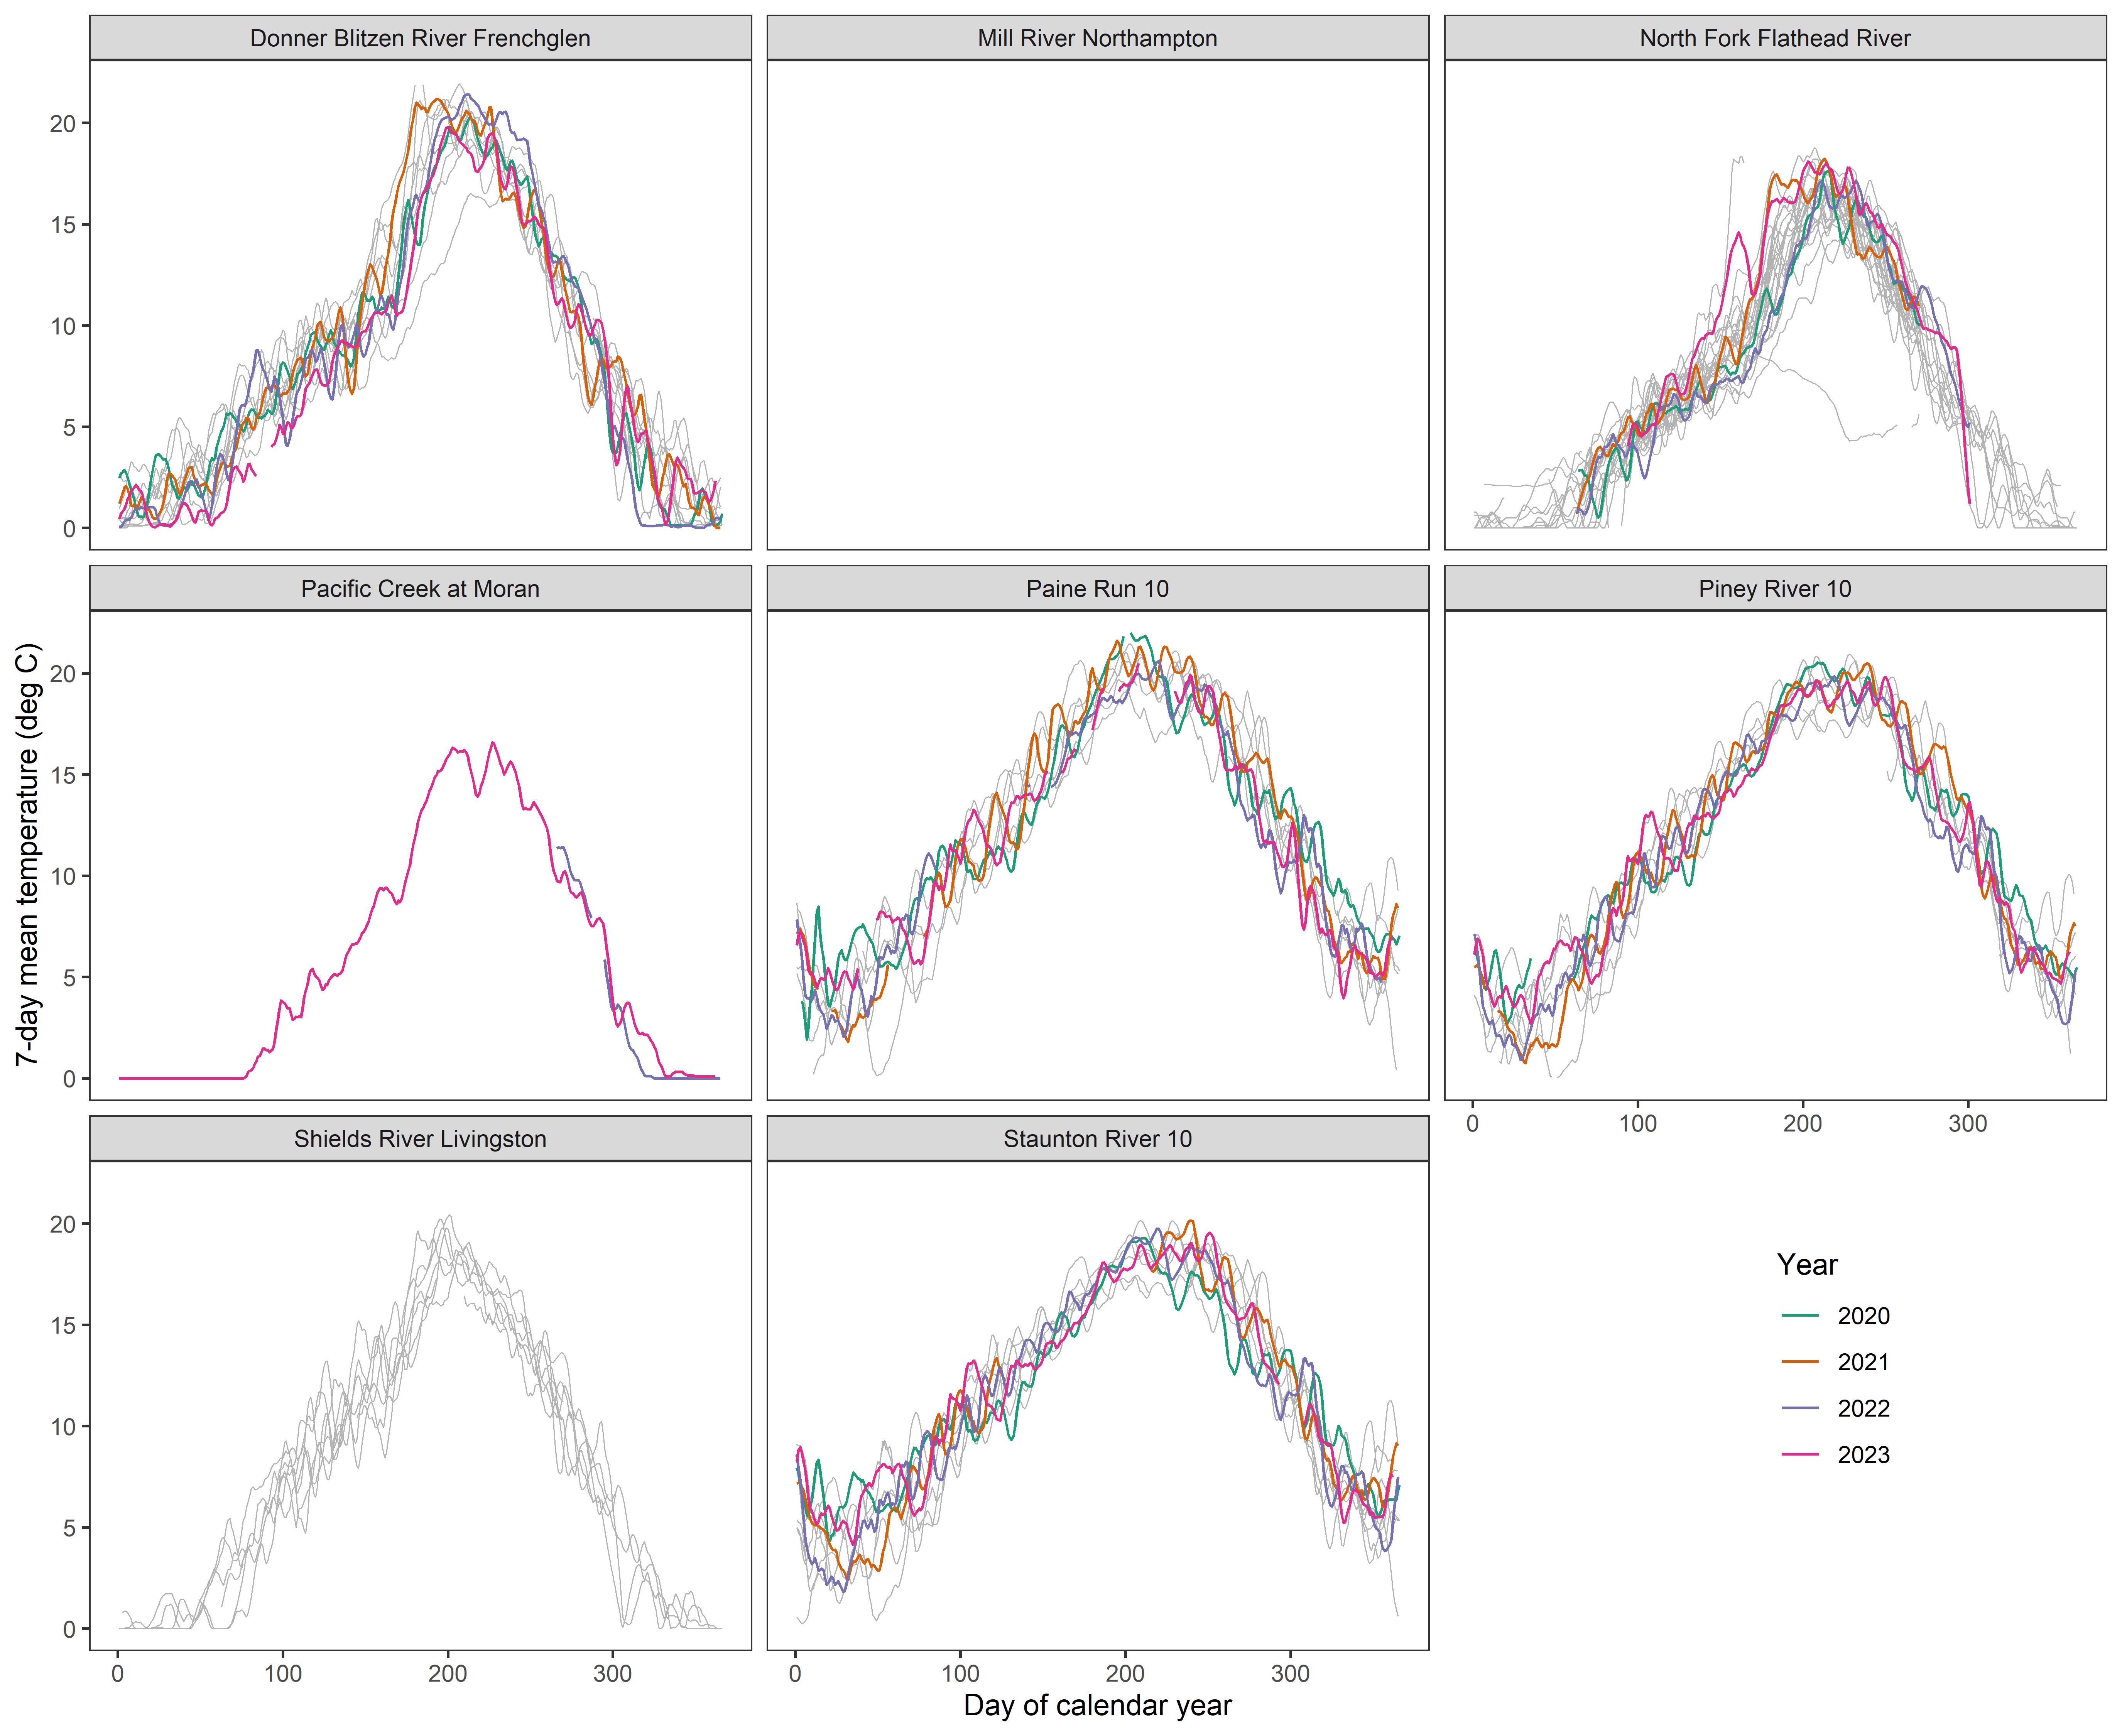 Donner Blitzen River Frenchglen
Mill River Northampton
North Fork Flathead River
20
15
10
5
0
Pacific Creek at Moran
Paine Run 10
Piney River 10
7-day mean temperature (deg C)
20
15
10
5
0
0 100 200 300
Shields River Livingston
Staunton River 10
20
15
10
5
0
0 100 200 300
0 100 200 300
Day of calendar year
Year
2020
2021
2022
2023